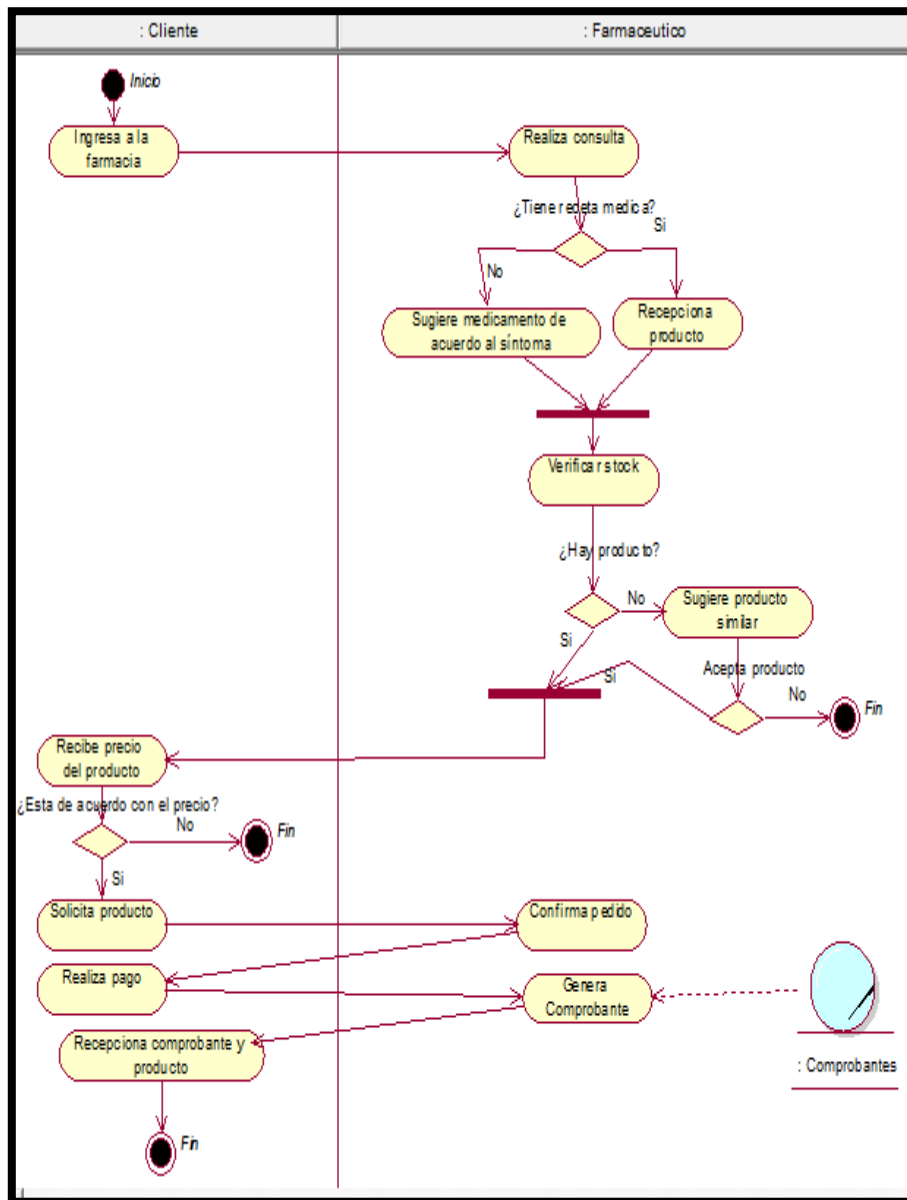 : Cliente
: Farmaceutico
Inicio
Ingresa a la
farmacia
Realiza consulta
¿Tiene receta medica?
Si
No
Sugiere medicamento de
acuerdo al síntoma
Recepciona
producto
Verificar stock
¿Hay producto?
No
Sugiere producto
similar
Si
Acepta producto
Si
No
Fin
Recibe precio
del producto
¿Esta de acuerdo con el precio?
No
Fin
Si
Solicita producto
Confirma pedido
Realiza pago
Genera
Comprobante
Recepciona comprobante y
producto
: Comprobantes
Fin